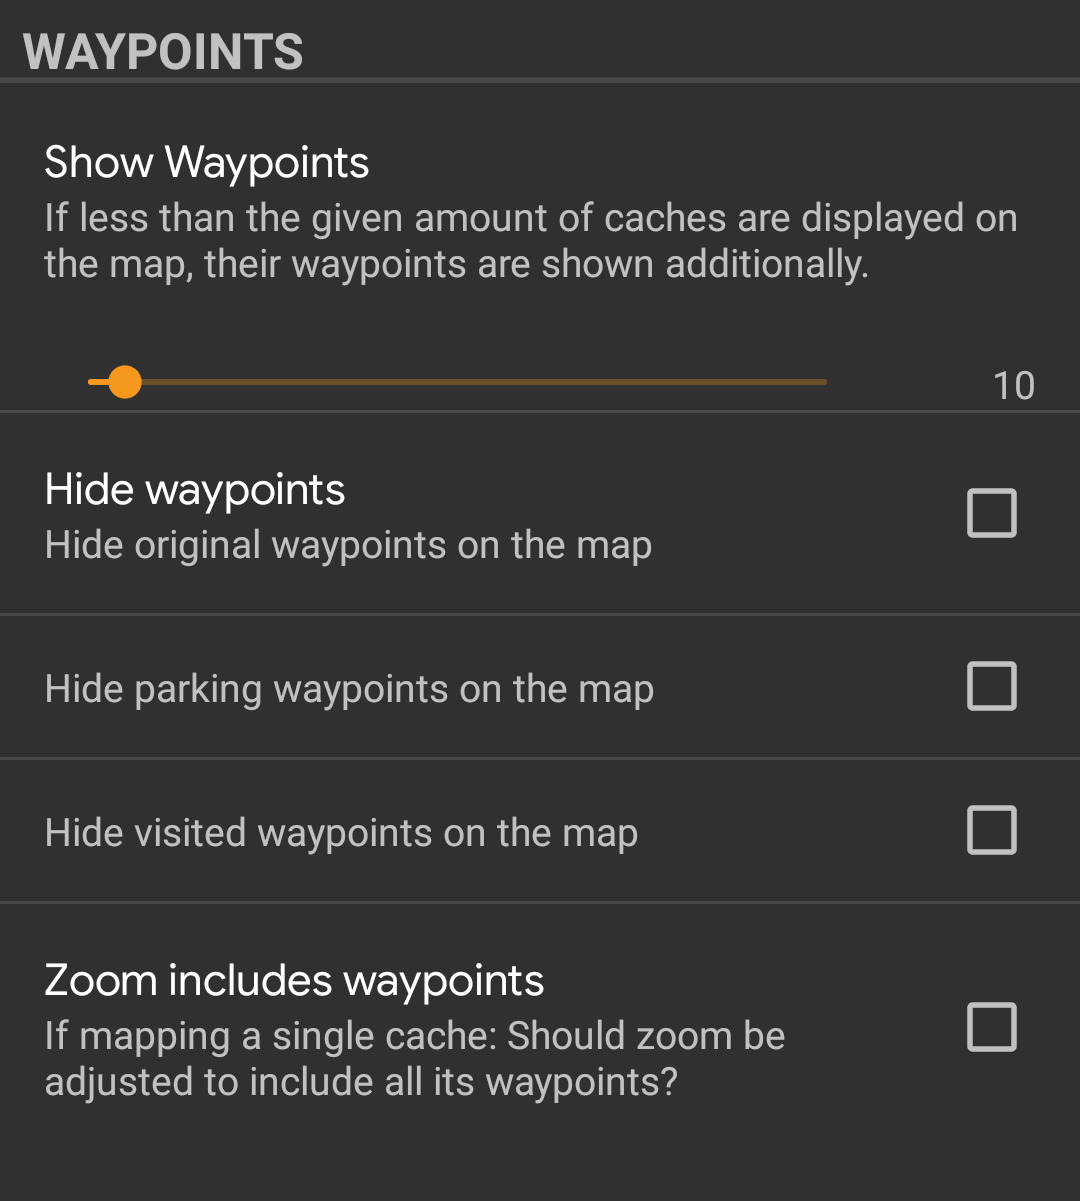 WAYPOINTS
Show Waypoints
If less than the given amount of caches are displayed on
the map, their waypoints are shown additionally.
10
Hide waypoints
Hide original waypoints on the map
Hide parking waypoints on the map
Hide visited waypoints on the map
Zoom includes waypoints
If mapping a single cache: Should zoom be
adjusted to include all its waypoints?